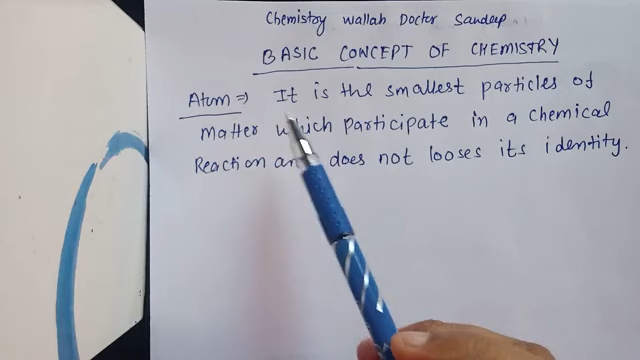 Chemistry Wallah Docter Sandeep
BASIC CONCEPT OF CHEMISTRY
Atom ⇒ It is the smallest particles of
Matter which participate in a chemical
Reaction and does not looses its identity.